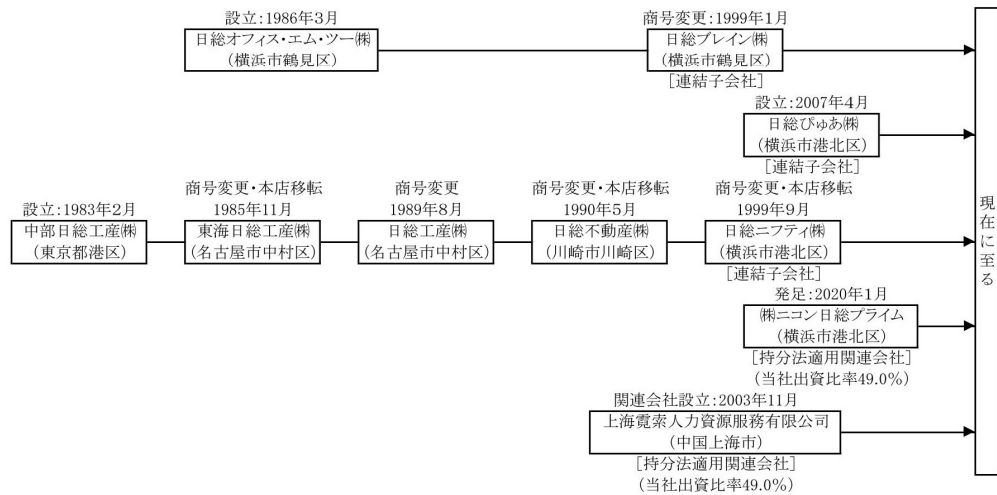 設立:1986年3月
日総オフィス・エム・ツー㈱
(横浜市鶴見区)
商号変更:1999年1月
日総ブレイン㈱
(横浜市鶴見区)
[連結子会社]
設立:2007年4月
日総ぴゅあ㈱
(横浜市港北区)
[連結子会社]
設立:1983年2月
中部日総工産㈱
(東京都港区)
商号変更・本店移転
1985年11月
東海日総工産㈱
(名古屋市中村区)
商号変更
1989年8月
日総工産㈱
(名古屋市中村区)
商号変更・本店移転
1990年5月
日総不動産㈱
(川崎市川崎区)
商号変更・本店移転
1999年9月
日総ニフティ㈱
(横浜市港北区)
[連結子会社]
発足:2020年1月
㈱ニコン日総プライム
(横浜市港北区)
[持分法適用関連会社]
(当社出資比率49.0%)
関連会社設立:2003年11月
上海霓索人力資源服務有限公司
(中国上海市)
[持分法適用関連会社]
(当社出資比率49.0%)
現在に至る